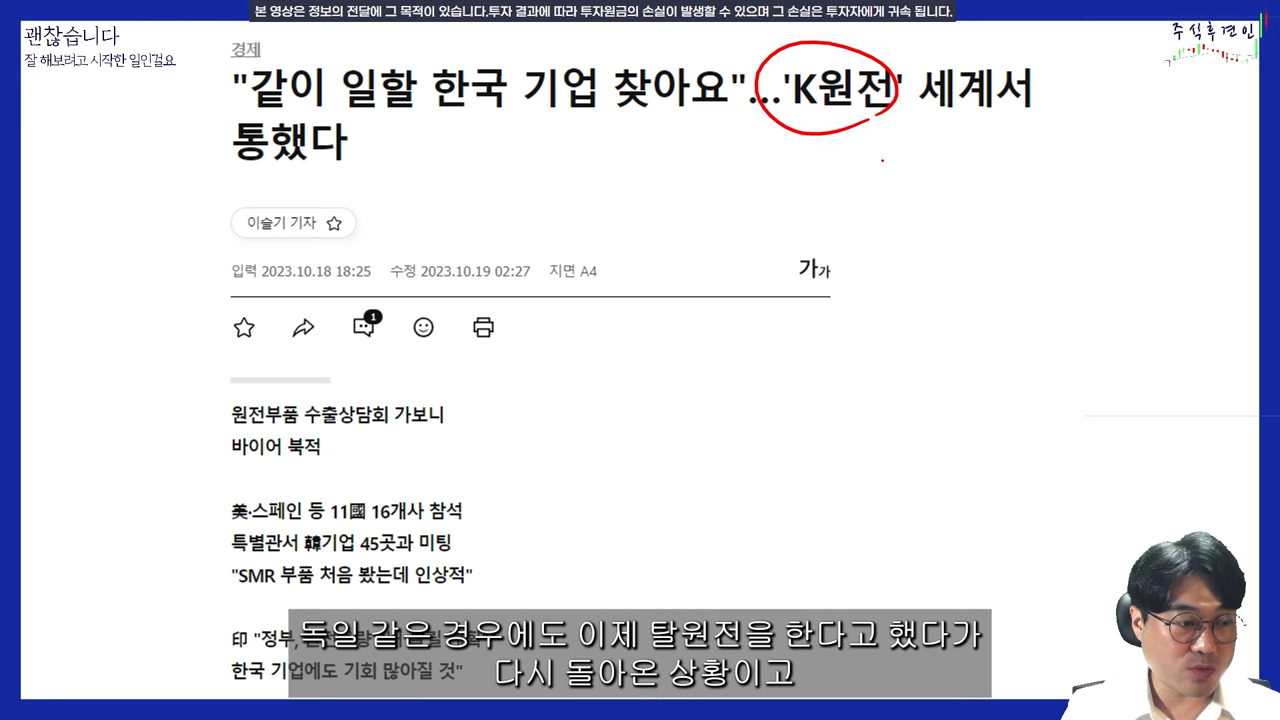 본 영상은 정보의 전달에 그 목적이 있습니다.투자 결과에 따라 투자원금의 손실이 발생할 수 있으며 그 손실은 투자자에게 귀속 됩니다.
괜찮습니다
잘 해보려고 시작한 일인걸요
주식후견인
경제
"같이 일할 한국 기업 찾아요"...'K원전' 세계서
통했다
이슬기 기자
입력 2023.10.18 18:25 수정 2023.10.19 02:27 지면 A4
가가
1
원전부품 수출상담회 가보니
바이어 북적
美·스페인 등 11國 16개사 참석
특별관서 韓기업 45곳과 미팅
"SMR 부품 처음 봤는데 인상적"
印 "정부,
한국 기업에도 기회 많아질 것"
독일 같은 경우에도 이제 탈원전을 한다고 했다가
다시 돌아온 상황이고